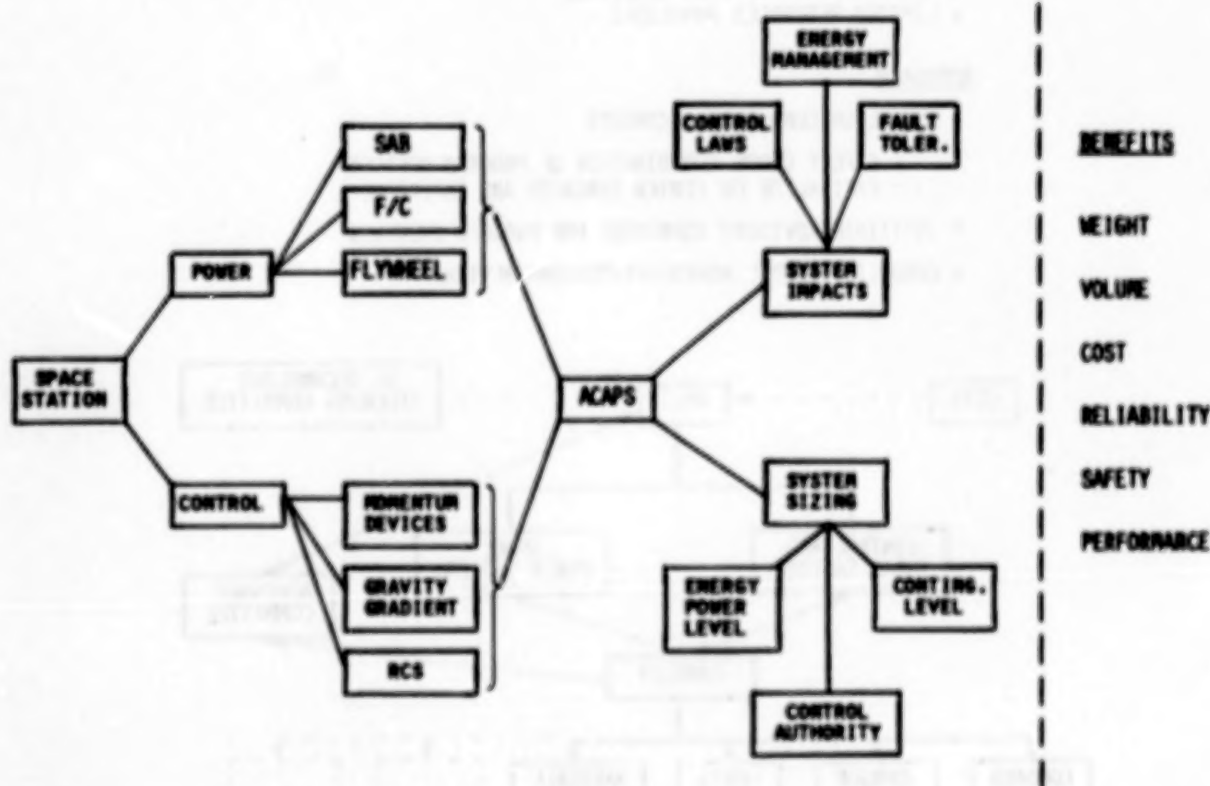 ENERGY
MANAGEMENT
CONTROL
LAWS
FAULT
TOLER.
SYSTEM
IMPACTS
SAB
F/C
FLYWHEEL
POWER
SPACE
STATION
CONTROL
MOMENTUM
DEVICES
GRAVITY
GRADIENT
RCS
ACAPS
SYSTEM
SIZING
ENERGY
POWER
LEVEL
CONTING.
LEVEL
CONTROL
AUTHORITY
BENEFITS
WEIGHT
VOLUME
COST
RELIABILITY
SAFETY
PERFORMANCE